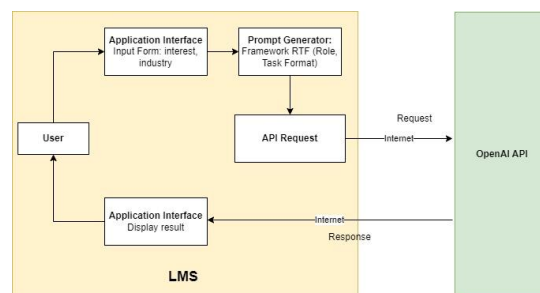 Application Interface
Input Form: interest,
industry
Prompt Generator:
Framework RTF (Role,
Task Format)
User
API Request
Request
Internet
OpenAI API
Application Interface
Display result
Internet
Response
LMS